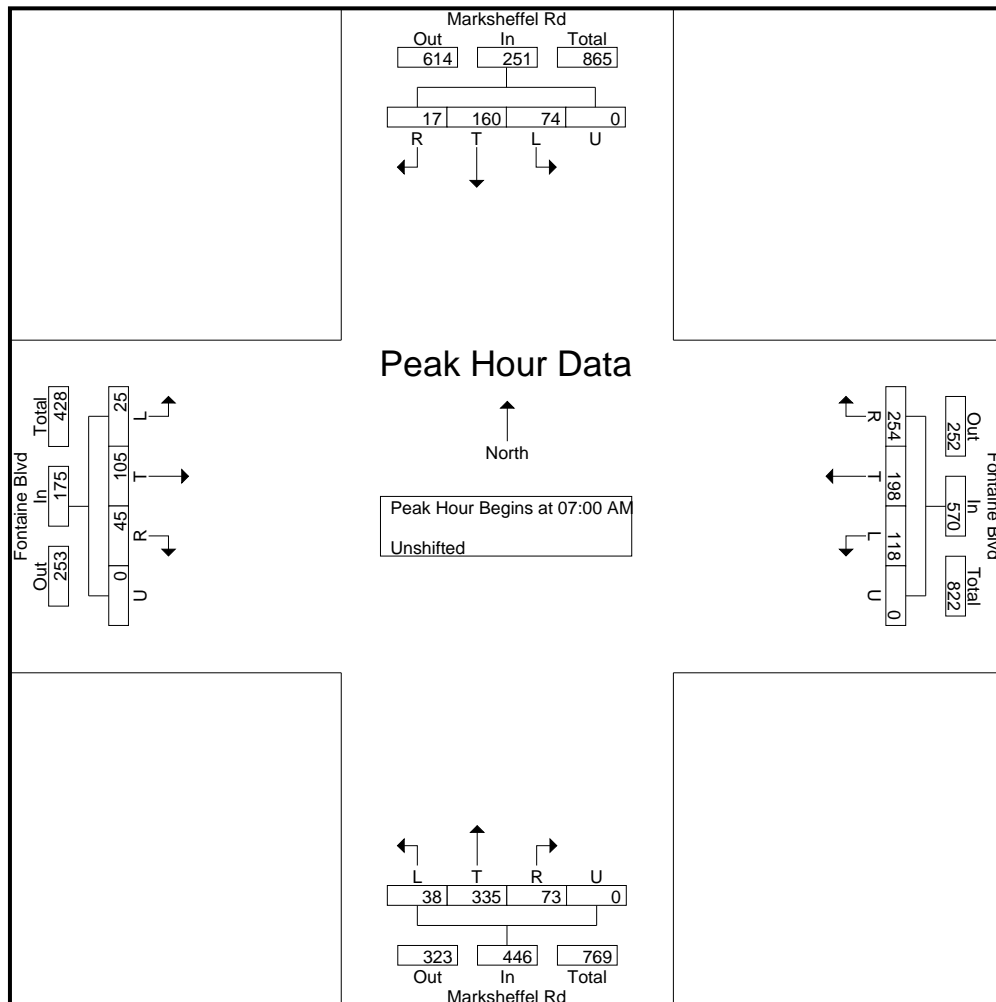 Marksheffel Rd
Out In Total
614 251 865
17 160 74 0
R T L U
Peak Hour Data
North
Peak Hour Begins at 07:00 AM
Unshifted
Fontaine Blvd
Total In Out
428 175 253
25 105 45 0
L T R U
Fontaine Blvd
Out In Total
252 570 822
254 198 118 0
R T L U
L T R U
38 335 73 0
323 446 769
Out In Total
Marksheffel Rd